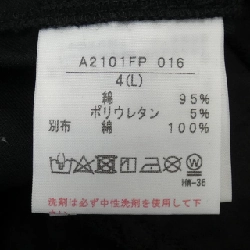 A2101FP 016
4(L)
綿 95%
ポリウレタン 5%
別布 綿 100%
W
HM-36
洗剤は必ず中性洗剤を使用して下